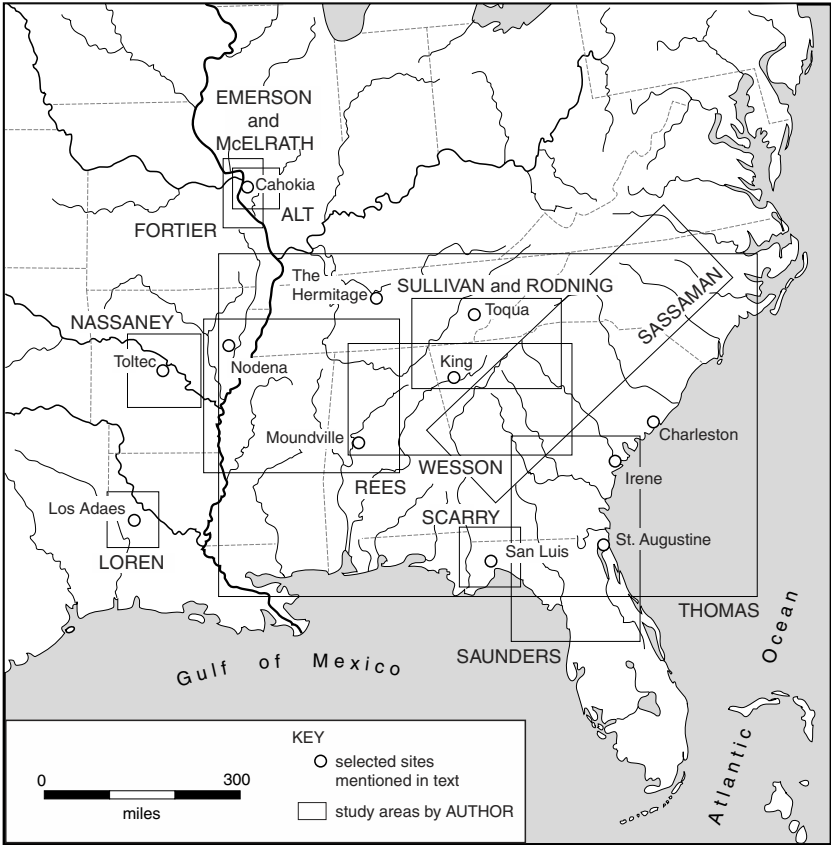 EMERSON
and
McELRATH
Cahokia
ALT
FORTIER
The
Hermitage
SULLIVAN and RODNING
Toqua
SASSAMAN
NASSANEY
Toltec
Nodena
King
Moundville
Charleston
WESSON
Irene
REES
SCARRY
Los Adaes
San Luis
St. Augustine
LOREN
THOMAS
SAUNDERS
Gulf of Mexico
Atlantic Ocean
KEY
selected sites
mentioned in text
0 300
miles
study areas by AUTHOR